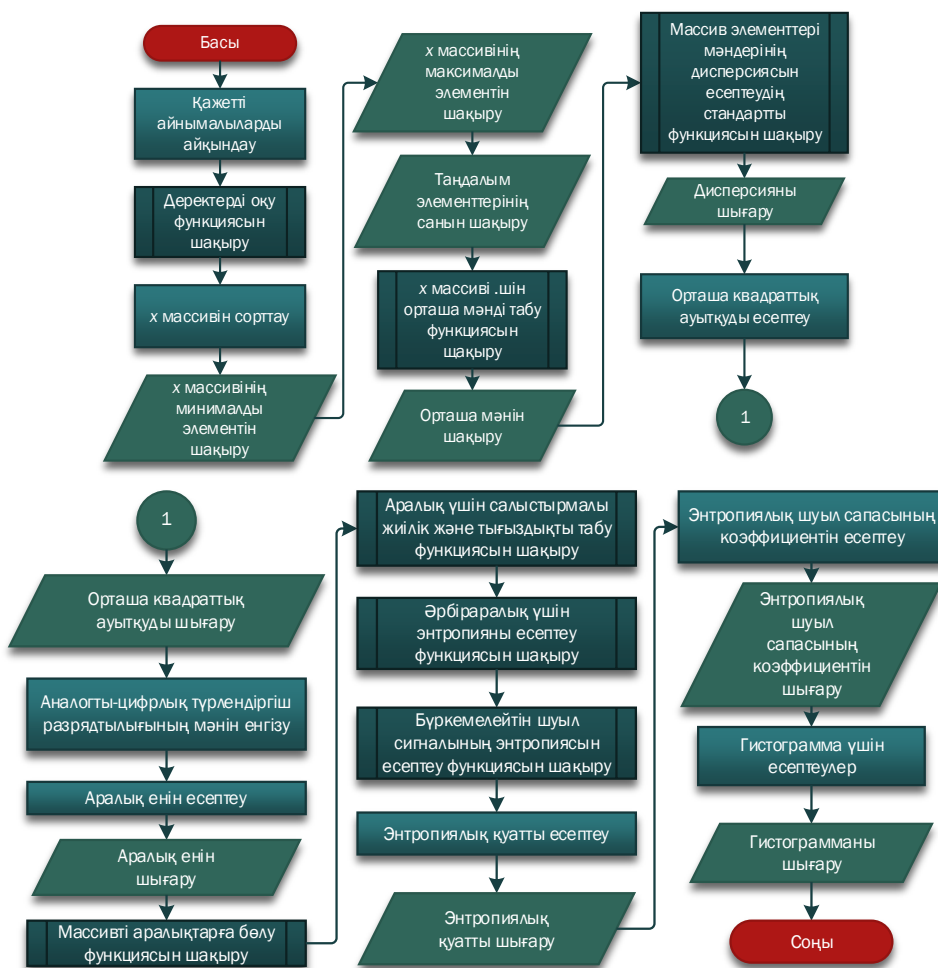 Басы
Қажетті
айнымалыларды
айқындау
Деректерді оқу
функциясын
шақыру
x массивін сорттау
x массивінің
минималды
элементін
шақыру
x массивінің
максималды
элементін
шақыру
Таңдалым
элементтерінің
санын шақыру
x массиві .шін
орташа мәнді табу
функциясын
щақыру
Орташа мәнін
шақыру
Массив элементтері
мәндерінің
дисперсиясын
есептеудің
стандартты
функциясын шақыру
Дисперсияны
шығару
Орташа квадраттық
ауытқуды есептеу
1
1
Орташа квадраттық
ауытқуды шығару
Аналогты-цифрлық түрлендіргіш
разрядтылығының мәнін енгізу
Аралық енін есептеу
Аралық енін
шығару
Массивті аралықтарға бөлу
функциясын шақыру
Аралық үшін салыстырмалы
жиілік және тығыздықты табу
функциясын шақыру
Әрбіраралық үшін
энтропияны есептеу
функциясын шақыру
Бүркемелейтін шуыл
сигналының энтропиясын
есептеу функциясын шақыру
Энтропиялық қуатты есептеу
Энтропиялық
қуатты шығару
Энтропиялық шуыл сапасының
коэффициентін есептеу
Энтропиялық
шуыл
сапасының
коэффициентін
шығару
Гистограмма үшін
есептеулер
Гистограмманы
шығару
Соңы